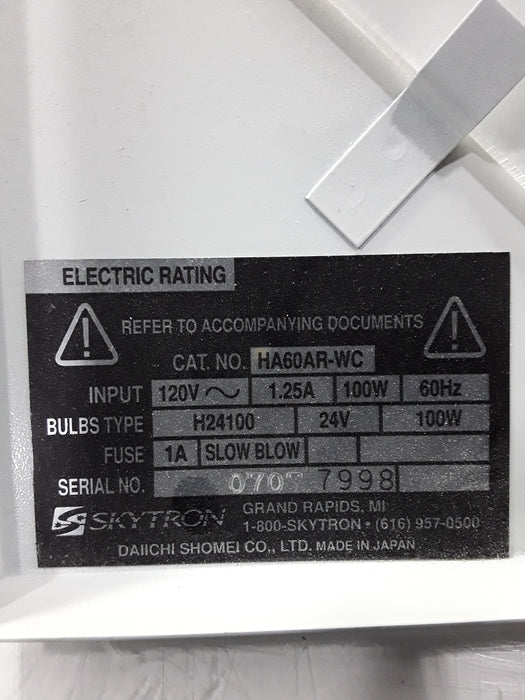 ELECTRIC RATING
REFER TO ACCOMPANYING DOCUMENTS
CAT. NO. HA60AR-WC
INPUT 120V ~ 1.25A 100W 60Hz
BULBS TYPE H24100 24V 100W
FUSE 1A SLOW BLOW
SERIAL NO. 0707 7998
SKYTRON GRAND RAPIDS, MI
1-800-SKYTRON • (616) 957-0500
DAIICHI SHOMEI CO., LTD. MADE IN JAPAN